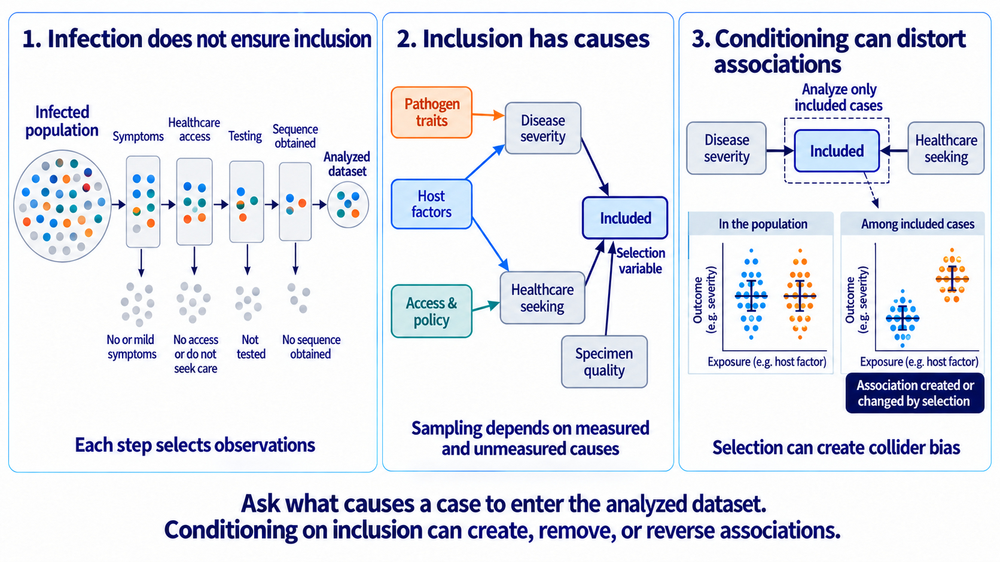 1. Infection does not ensure inclusion
Infected
population
Symptoms
Healthcare
access
Testing
Sequence
obtained
Analyzed
dataset
No or mild
symptoms
No access
or do not
seek care
Not
tested
No sequence
obtained
Each step selects observations
2. Inclusion has causes
Pathogen
traits
Disease
severity
Host
factors
Included
Selection
variable
Access &
policy
Healthcare
seeking
Specimen
quality
Sampling depends on measured
and unmeasured causes
3. Conditioning can distort
associations
Analyze only
included cases
Disease
severity
Included
Healthcare
seeking
In the population
Outcome
(e.g. severity)
Exposure (e.g. host factor)
Among included cases
Outcome
(e.g. severity)
Exposure (e.g. host factor)
Association created or
changed by selection
Selection can create collider bias
Ask what causes a case to enter the analyzed dataset.
Conditioning on inclusion can create, remove, or reverse associations.